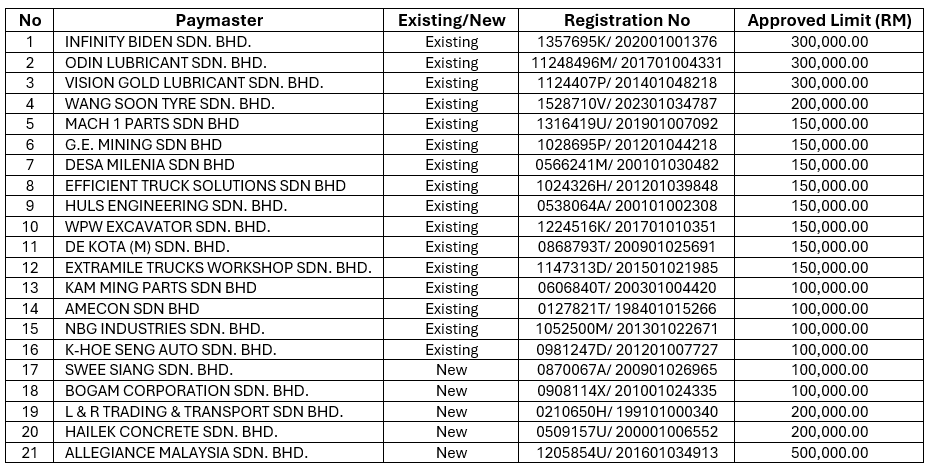 No Paymaster Existing/New Registration No Approved Limit (RM)
1 INFINITY BIDEN SDN. BHD. Existing 1357695K/ 202001001376 300,000.00
2 ODIN LUBRICANT SDN. BHD. Existing 11248496M/ 201701004331 300,000.00
3 VISION GOLD LUBRICANT SDN. BHD. Existing 1124407P/ 201401048218 300,000.00
4 WANG SOON TYRE SDN. BHD. Existing 1528710V/ 202301034787 200,000.00
5 MACH 1 PARTS SDN BHD Existing 1316419U/ 201901007092 150,000.00
6 G.E. MINING SDN BHD Existing 1028695P/ 201201044218 150,000.00
7 DESA MILENIA SDN BHD Existing 0566241M/ 200101030482 150,000.00
8 EFFICIENT TRUCK SOLUTIONS SDN BHD Existing 1024326H/ 201201039848 150,000.00
9 HULS ENGINEERING SDN. BHD. Existing 0538064A/ 200101002308 150,000.00
10 WPW EXCAVATOR SDN. BHD. Existing 1224516K/ 201701010351 150,000.00
11 DE KOTA (M) SDN. BHD. Existing 0868793T/ 200901025691 150,000.00
12 EXTRAMILE TRUCKS WORKSHOP SDN. BHD. Existing 1147313D/ 201501021985 150,000.00
13 KAM MING PARTS SDN BHD Existing 0606840T/ 200301004420 100,000.00
14 AMECON SDN BHD Existing 0127821T/ 198401015266 100,000.00
15 NBG INDUSTRIES SDN. BHD. Existing 1052500M/ 201301022671 100,000.00
16 K-HOE SENG AUTO SDN. BHD. Existing 0981247D/ 201201007727 100,000.00
17 SWEE SIANG SDN. BHD. New 0870067A/ 200901026965 100,000.00
18 BOGAM CORPORATION SDN. BHD. New 0908114X/ 201001024335 100,000.00
19 L & R TRADING & TRANSPORT SDN BHD. New 0210650H/ 199101000340 200,000.00
20 HAILEK CONCRETE SDN. BHD. New 0509157U/ 200001006552 200,000.00
21 ALLEGIANCE MALAYSIA SDN. BHD. New 1205854U/ 201601034913 500,000.00